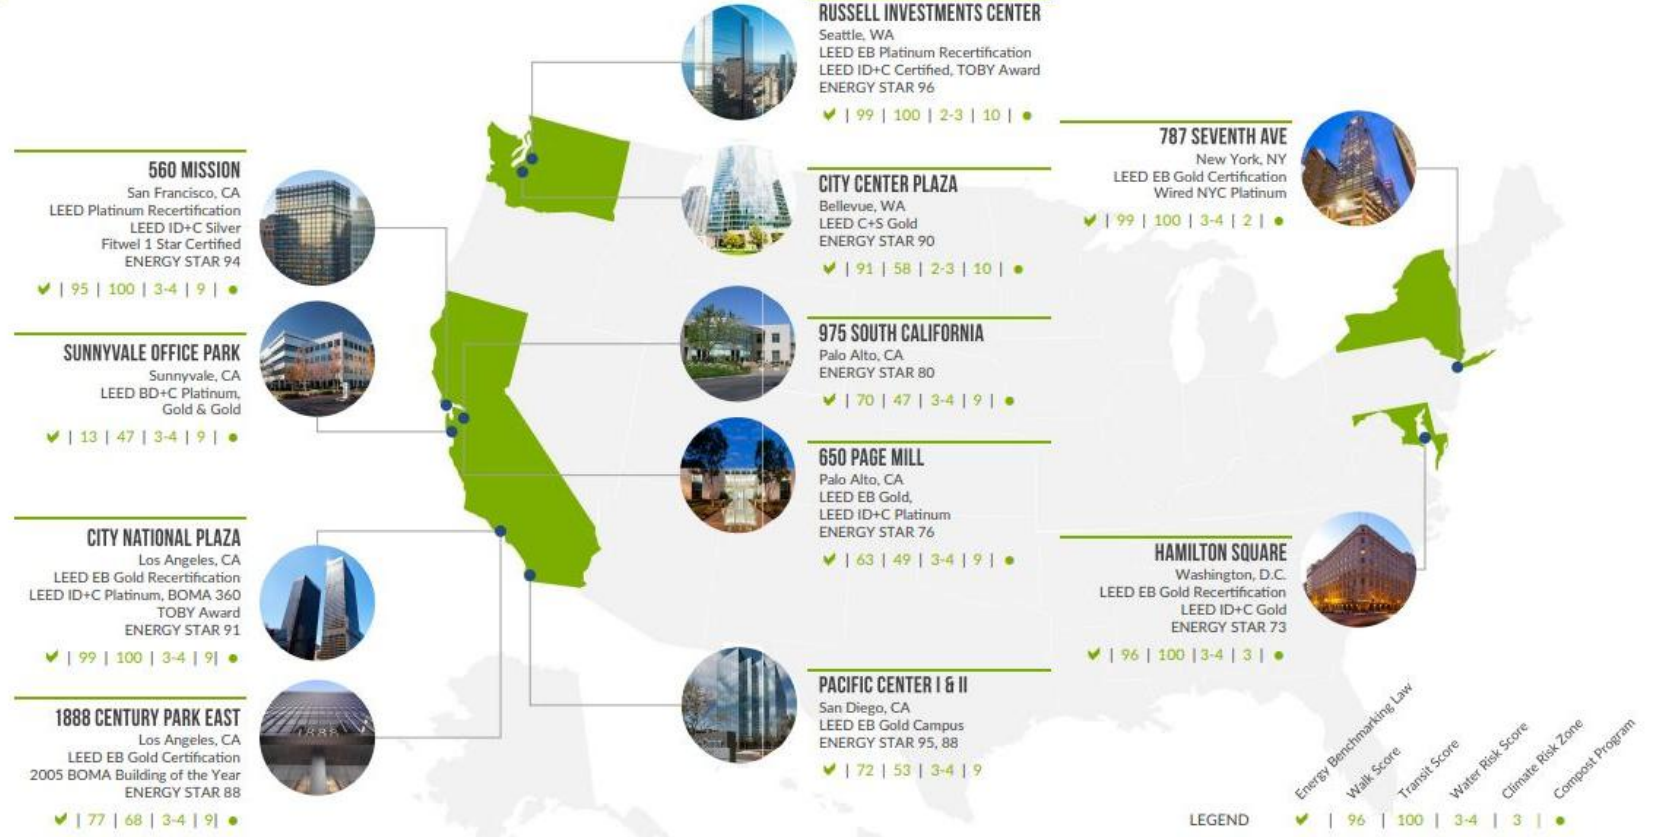 RUSSELL INVESTMENTS CENTER
Seattle, WA
LEED EB Platinum Recertification
LEED ID+C Certified, TOBY Award
ENERGY STAR 96
| 99 | 100 | 2-3 | 10 |
560 MISSION
San Francisco, CA
LEED Platinum Recertification
LEED ID+C Silver
Fitwel 1 Star Certified
ENERGY STAR 94
| 95 | 100 | 3-4 | 9 |
SUNNYVALE OFFICE PARK
Sunnyvale, CA
LEED BD+C Platinum,
Gold & Gold
| 13 | 47 | 3-4 | 9 |
CITY NATIONAL PLAZA
Los Angeles, CA
LEED EB Gold Recertification
LEED ID+C Platinum, BOMA 360
TOBY Award
ENERGY STAR 91
| 99 | 100 | 3-4 | 9|
1888 CENTURY PARK EAST
Los Angeles, CA
LEED EB Gold Certification
2005 BOMA Building of the Year
ENERGY STAR 88
| 77 | 68 | 3-4 | 9|
1888
CITY CENTER PLAZA
Bellevue, WA
LEED C+S Gold
ENERGY STAR 90
| 91 | 58 | 2-3 | 10 |
975 SOUTH CALIFORNIA
Palo Alto, CA
ENERGY STAR 80
| 70 | 47 | 3-4 | 9 |
650 PAGE MILL
Palo Alto, CA
LEED EB Gold,
LEED ID+C Platinum
ENERGY STAR 76
| 63 | 49 | 3-4 | 9 |
PACIFIC CENTER I & II
San Diego, CA
LEED EB Gold Campus
ENERGY STAR 95, 88
| 72 | 53 | 3-4 | 9
787 SEVENTH AVE
New York, NY
LEED EB Gold Certification
Wired NYC Platinum
| 99 | 100 | 3-4 | 2 |
HAMILTON SQUARE
Washington, D.C.
LEED EB Gold Recertification
LEED ID+C Gold
ENERGY STAR 73
| 96 | 100 |3-4 | 3 |
Energy Benchmarking Law
Walk Score
Transit Score
Water Risk Score
Climate Risk Zone
Compost Program
LEGEND | 96 | 100 | 3-4 | 3 |